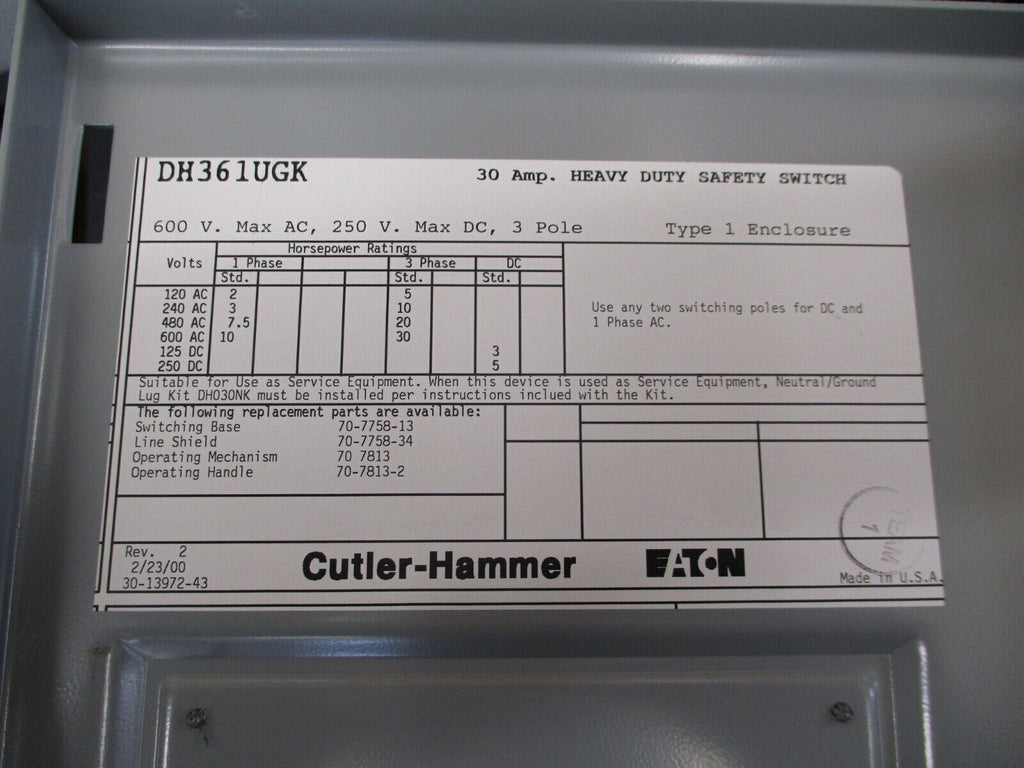 DH361UGK
30 Amp. HEAVY DUTY SAFETY SWITCH
600 V. Max AC, 250 V. Max DC, 3 Pole
Type 1 Enclosure
Horsepower Ratings
Volts 1 Phase 3 Phase DC
Std. Std. Std.
120 AC 2 5
240 AC 3 10
480 AC 7.5 20
600 AC 10 30
125 DC 3
250 DC 5
Use any two switching poles for DC and
1 Phase AC.
Suitable for Use as Service Equipment. When this device is used as Service Equipment, Neutral/Ground
Lug Kit DH030NK must be installed per instructions inclued with the Kit.
The following replacement parts are available:
Switching Base 70-7758-13
Line Shield 70-7758-34
Operating Mechanism 70 7813
Operating Handle 70-7813-2
TEAM
1
Rev. 2
2/23/00
30-13972-43
Cutler-Hammer
EATON
Made in U.S.A.